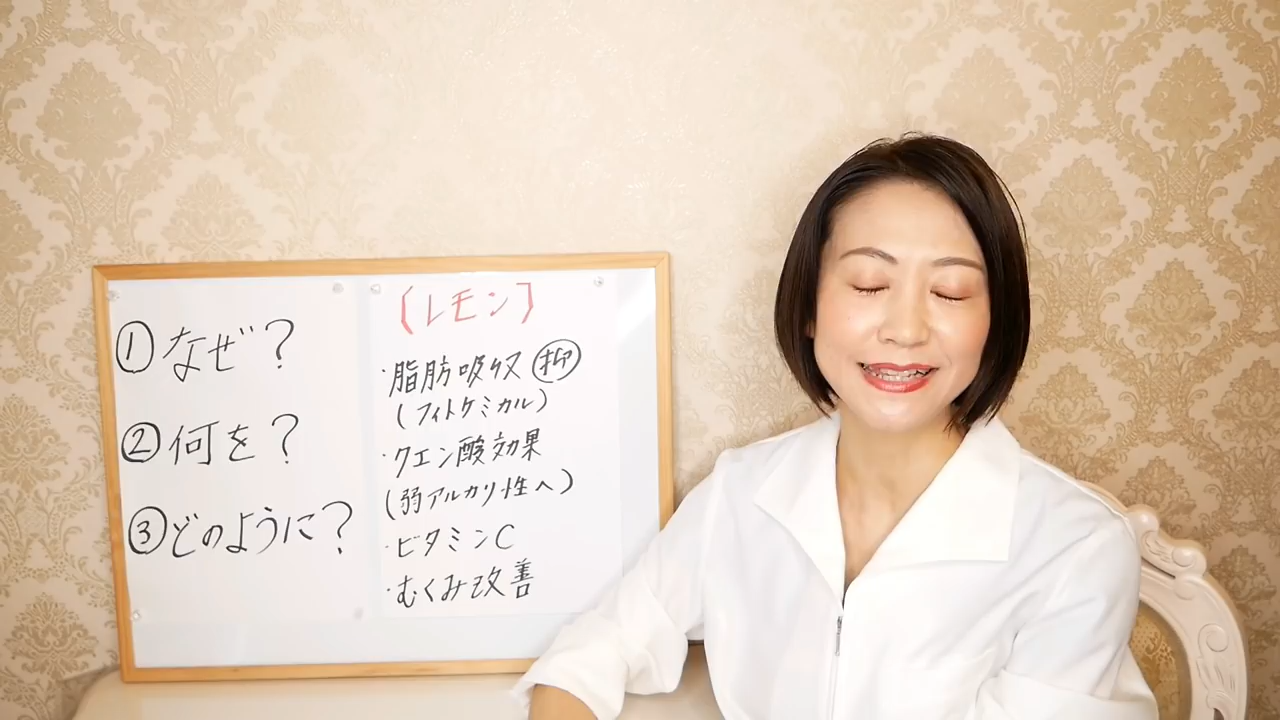 ①なぜ?
②何を?
③どのように?
〔レモン〕
・脂肪吸収 抑
(フィトケミカル)
・クエン酸効果
(弱アルカリ性へ)
・ビタミンC
・むくみ改善